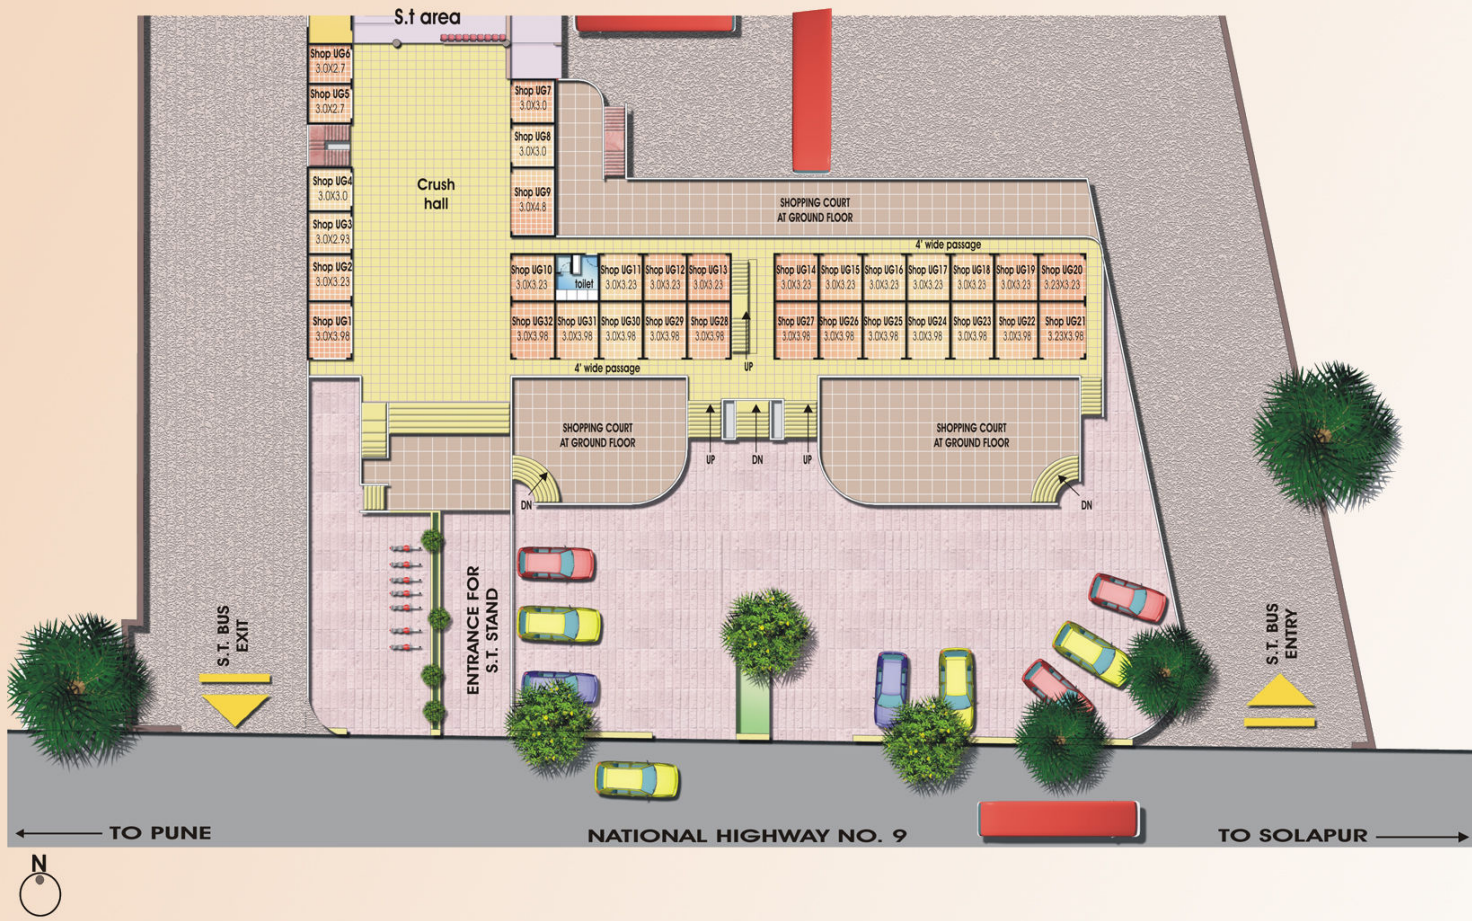 S.t area
Shop UG6
3.0X2.7
Shop UG5
3.0X2.7
Shop UG7
3.0X3.0
Shop UG8
3.0X3.0
Shop UG4
3.0X3.0
Crush
hall
Shop UG9
3.0X4.8
SHOPPING COURT
AT GROUND FLOOR
Shop UG3
3.0X2.93
4' wide passage
Shop UG2
3.0X3.23
Shop UG10
3.0X3.23
toilet
Shop UG11
3.0X3.23
Shop UG12
3.0X3.23
Shop UG13
3.0X3.23
Shop UG14
3.0X3.23
Shop UG15
3.0X3.23
Shop UG16
3.0X3.23
Shop UG17
3.0X3.23
Shop UG18
3.0X3.23
Shop UG19
3.0X3.23
Shop UG20
3.23X3.23
Shop UG1
3.0X3.98
Shop UG32
3.0X3.98
Shop UG31
3.0X3.98
Shop UG30
3.0X3.98
Shop UG29
3.0X3.98
Shop UG28
3.0X3.98
Shop UG27
3.0X3.98
Shop UG26
3.0X3.98
Shop UG25
3.0X3.98
Shop UG24
3.0X3.98
Shop UG23
3.0X3.98
Shop UG22
3.0X3.98
Shop UG21
3.23X3.98
4' wide passage
UP
SHOPPING COURT
AT GROUND FLOOR
SHOPPING COURT
AT GROUND FLOOR
UP
DN
UP
DN
DN
S.T. BUS
EXIT
ENTRANCE FOR
S.T. STAND
S.T. BUS
ENTRY
TO PUNE
NATIONAL HIGHWAY NO. 9
TO SOLAPUR
N